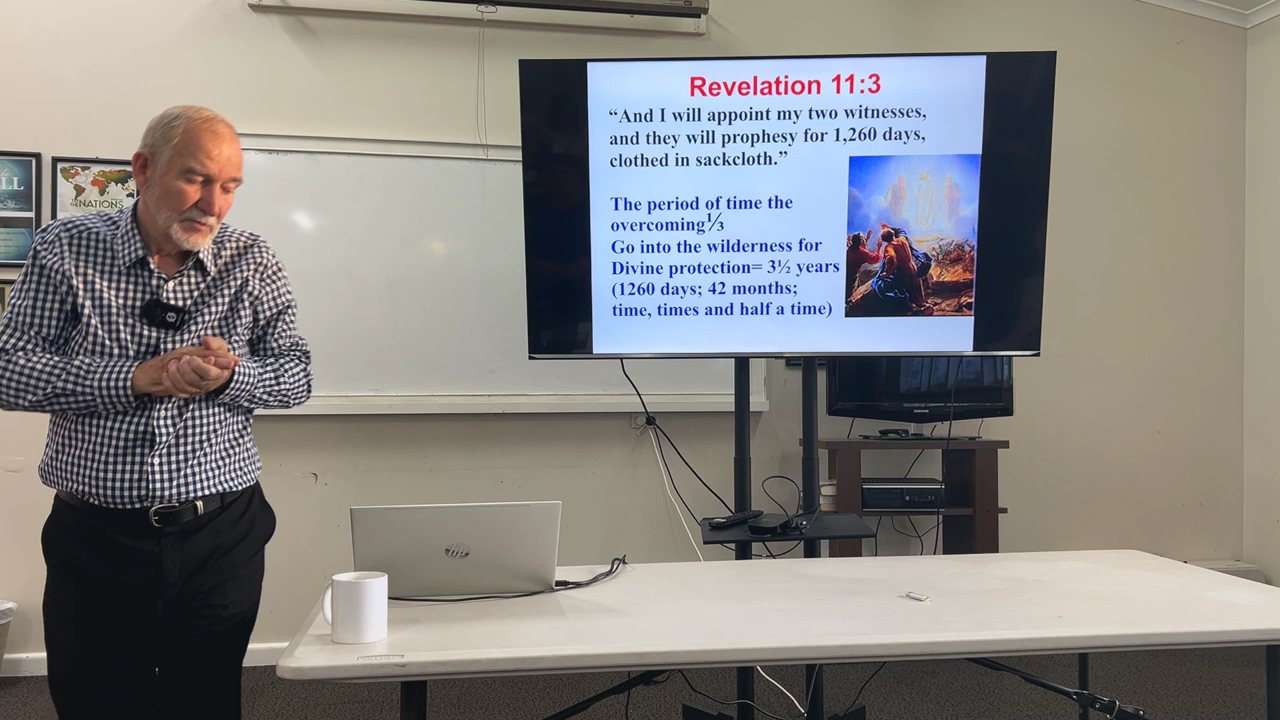 Revelation 11:3
“And I will appoint my two witnesses,
and they will prophesy for 1,260 days,
clothed in sackcloth.”
The period of time the
overcoming⅓
Go into the wilderness for
Divine protection= 3½ years
(1260 days; 42 months;
time, times and half a time)
NATIONS
SAMSUNG
hp